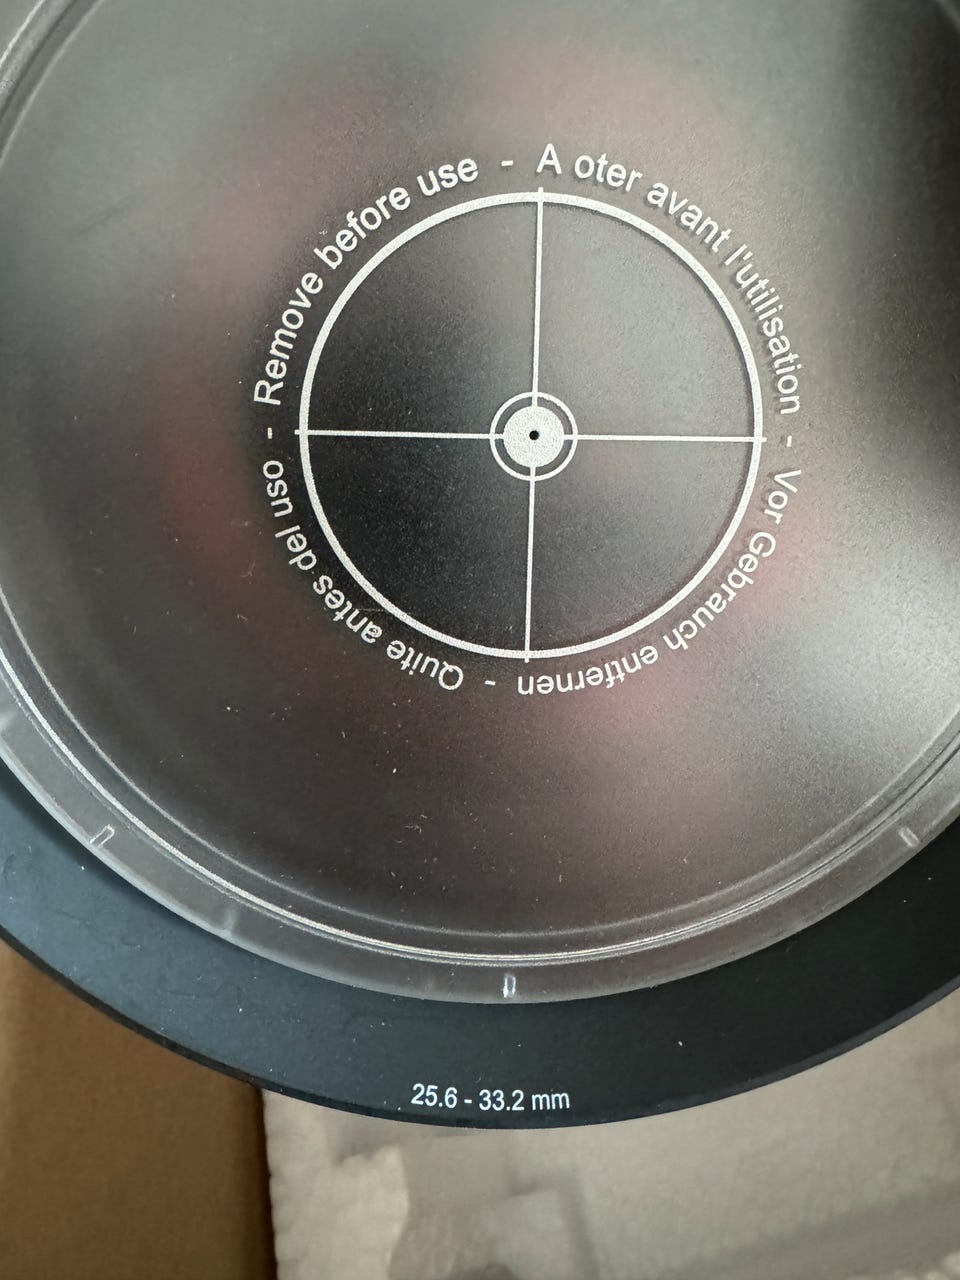 Remove before use - A oter avant l'utilisation - Vor Gebrauch entfernen - Quite antes del uso -
25.6 - 33.2 mm